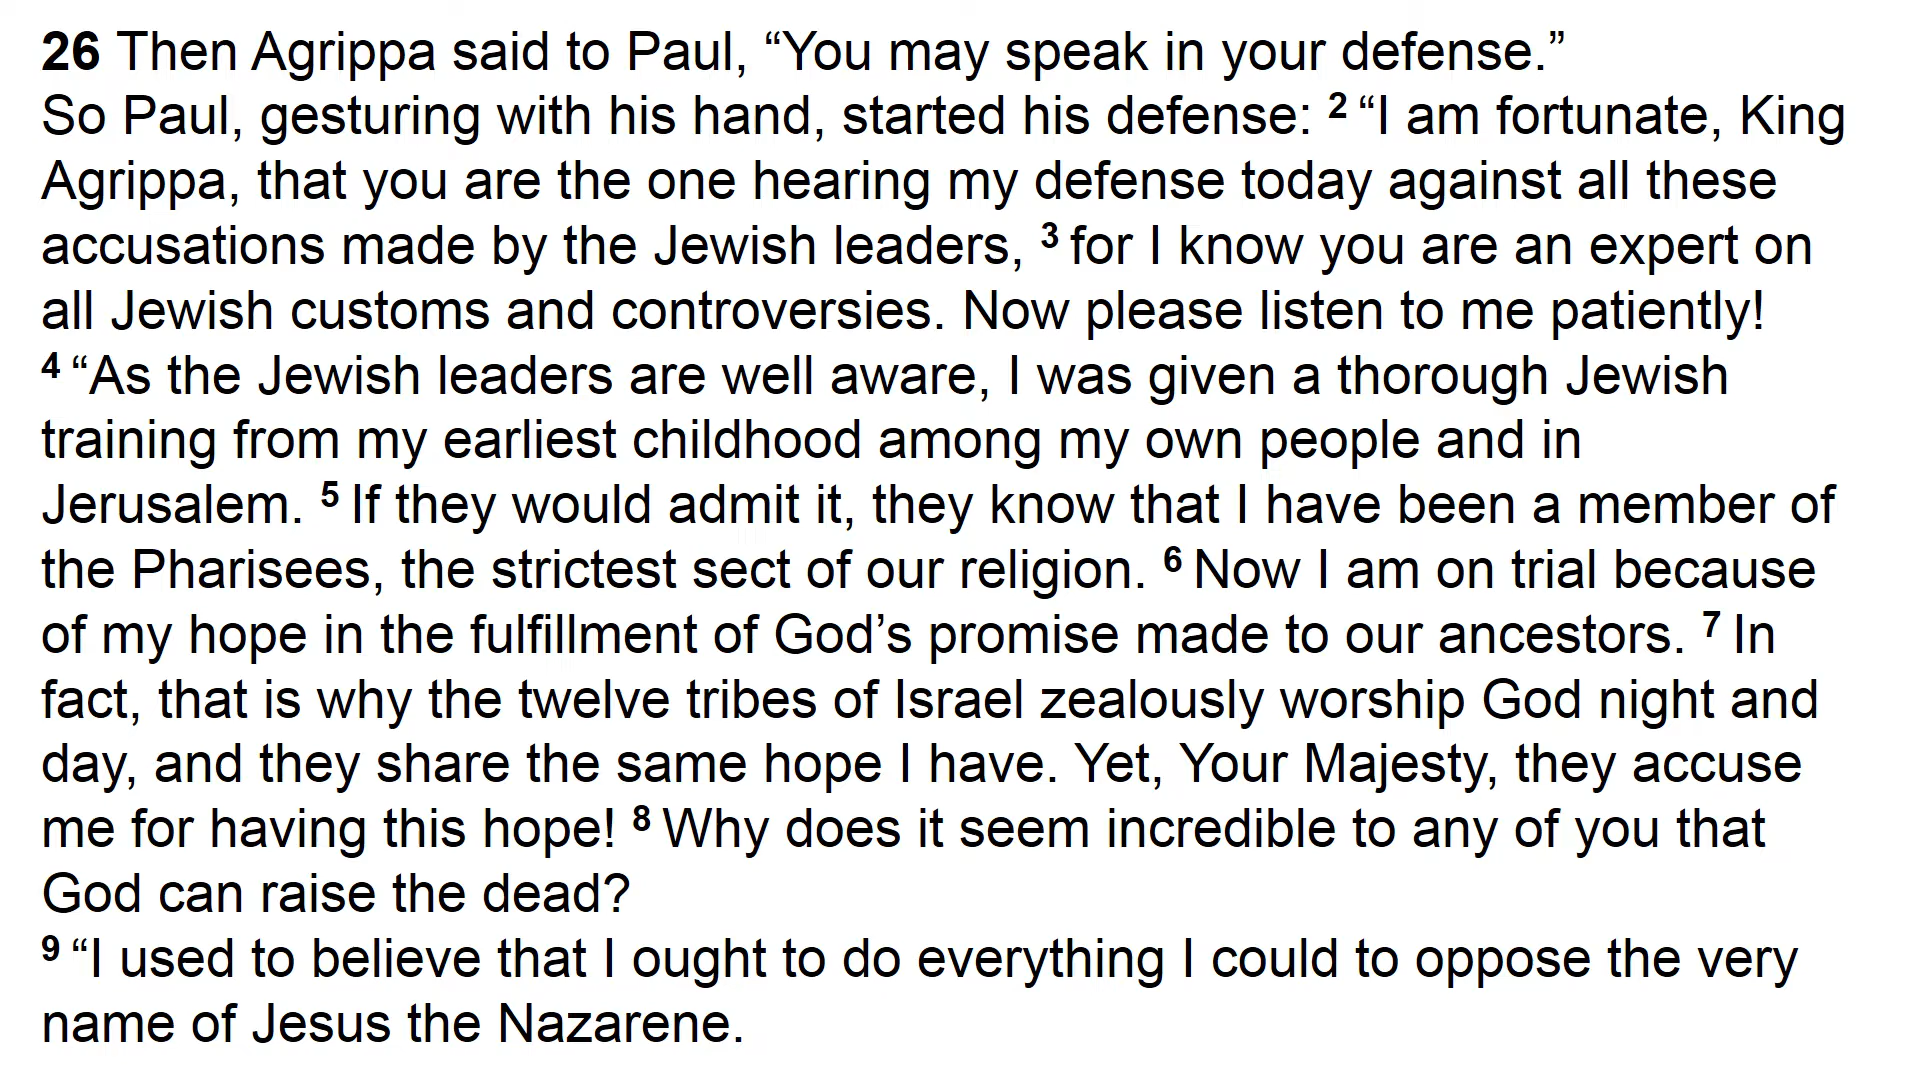 26 Then Agrippa said to Paul, “You may speak in your defense.”
So Paul, gesturing with his hand, started his defense: 2 “I am fortunate, King
Agrippa, that you are the one hearing my defense today against all these
accusations made by the Jewish leaders, 3 for I know you are an expert on
all Jewish customs and controversies. Now please listen to me patiently!
4 “As the Jewish leaders are well aware, I was given a thorough Jewish
training from my earliest childhood among my own people and in
Jerusalem. 5 If they would admit it, they know that I have been a member of
the Pharisees, the strictest sect of our religion. 6 Now I am on trial because
of my hope in the fulfillment of God’s promise made to our ancestors. 7 In
fact, that is why the twelve tribes of Israel zealously worship God night and
day, and they share the same hope I have. Yet, Your Majesty, they accuse
me for having this hope! 8 Why does it seem incredible to any of you that
God can raise the dead?
9 “I used to believe that I ought to do everything I could to oppose the very
name of Jesus the Nazarene.